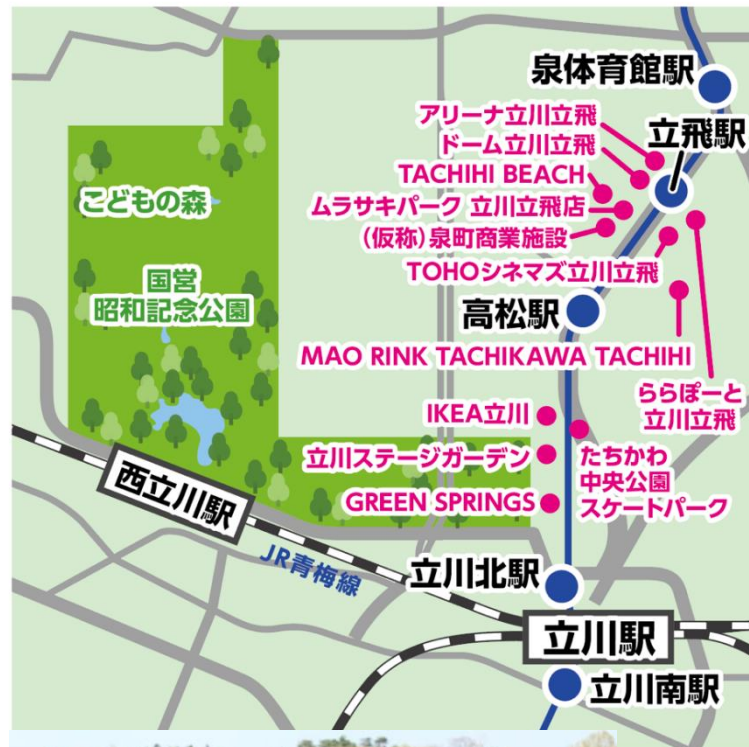 泉体育館駅
アリーナ立川立飛
立飛駅
ドーム立川立飛
TACHIHI BEACH
ムラサキパーク 立川立飛店
(仮称)泉町商業施設
TOHOシネマズ立川立飛
こどもの森
国営
昭和記念公園
高松駅
MAO RINK TACHIKAWA TACHIHI
ららぽーと
立川立飛
IKEA立川
立川ステージガーデン
GREEN SPRINGS
たちかわ
中央公園
スケートパーク
西立川駅
JR青梅線
立川北駅
立川駅
立川南駅